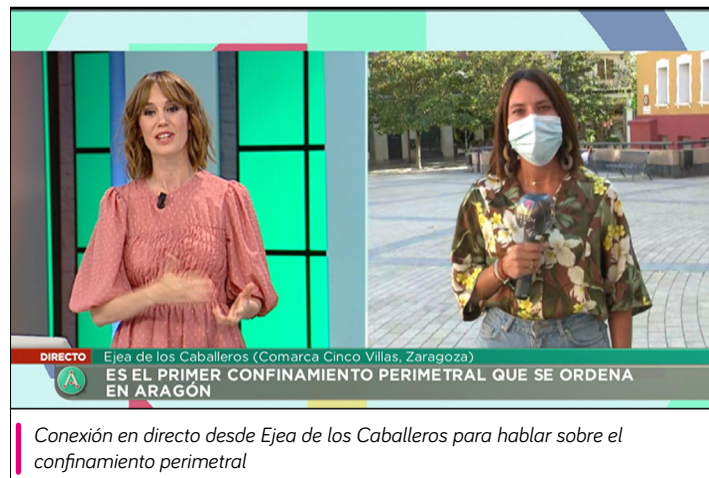 DIRECTO Ejea de los Caballeros (Comarca Cinco Villas, Zaragoza)
ES EL PRIMER CONFINAMIENTO PERIMETRAL QUE SE ORDENA
EN ARAGÓN
Conexión en directo desde Ejea de los Caballeros para hablar sobre el
confinamiento perimetral